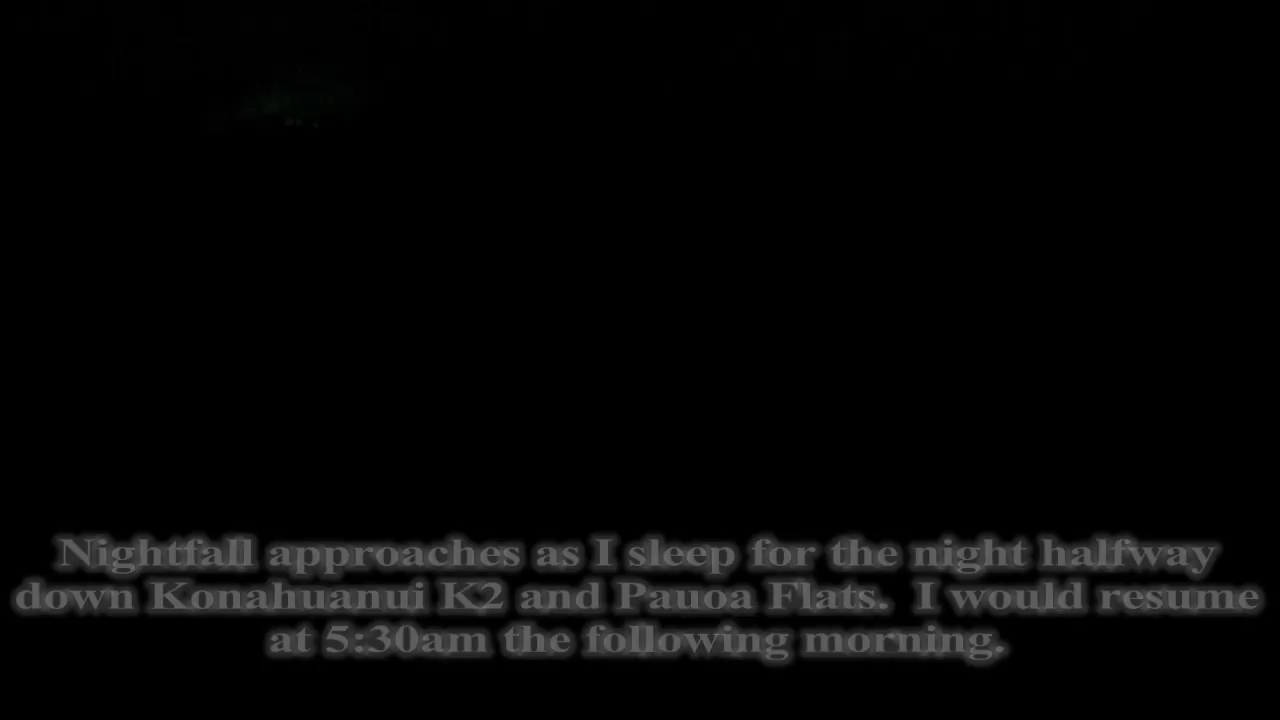 Nightfall approaches as I sleep for the night halfway
down Konahuanui K2 and Pauoa Flats.  I would resume
at 5:30am the following morning.